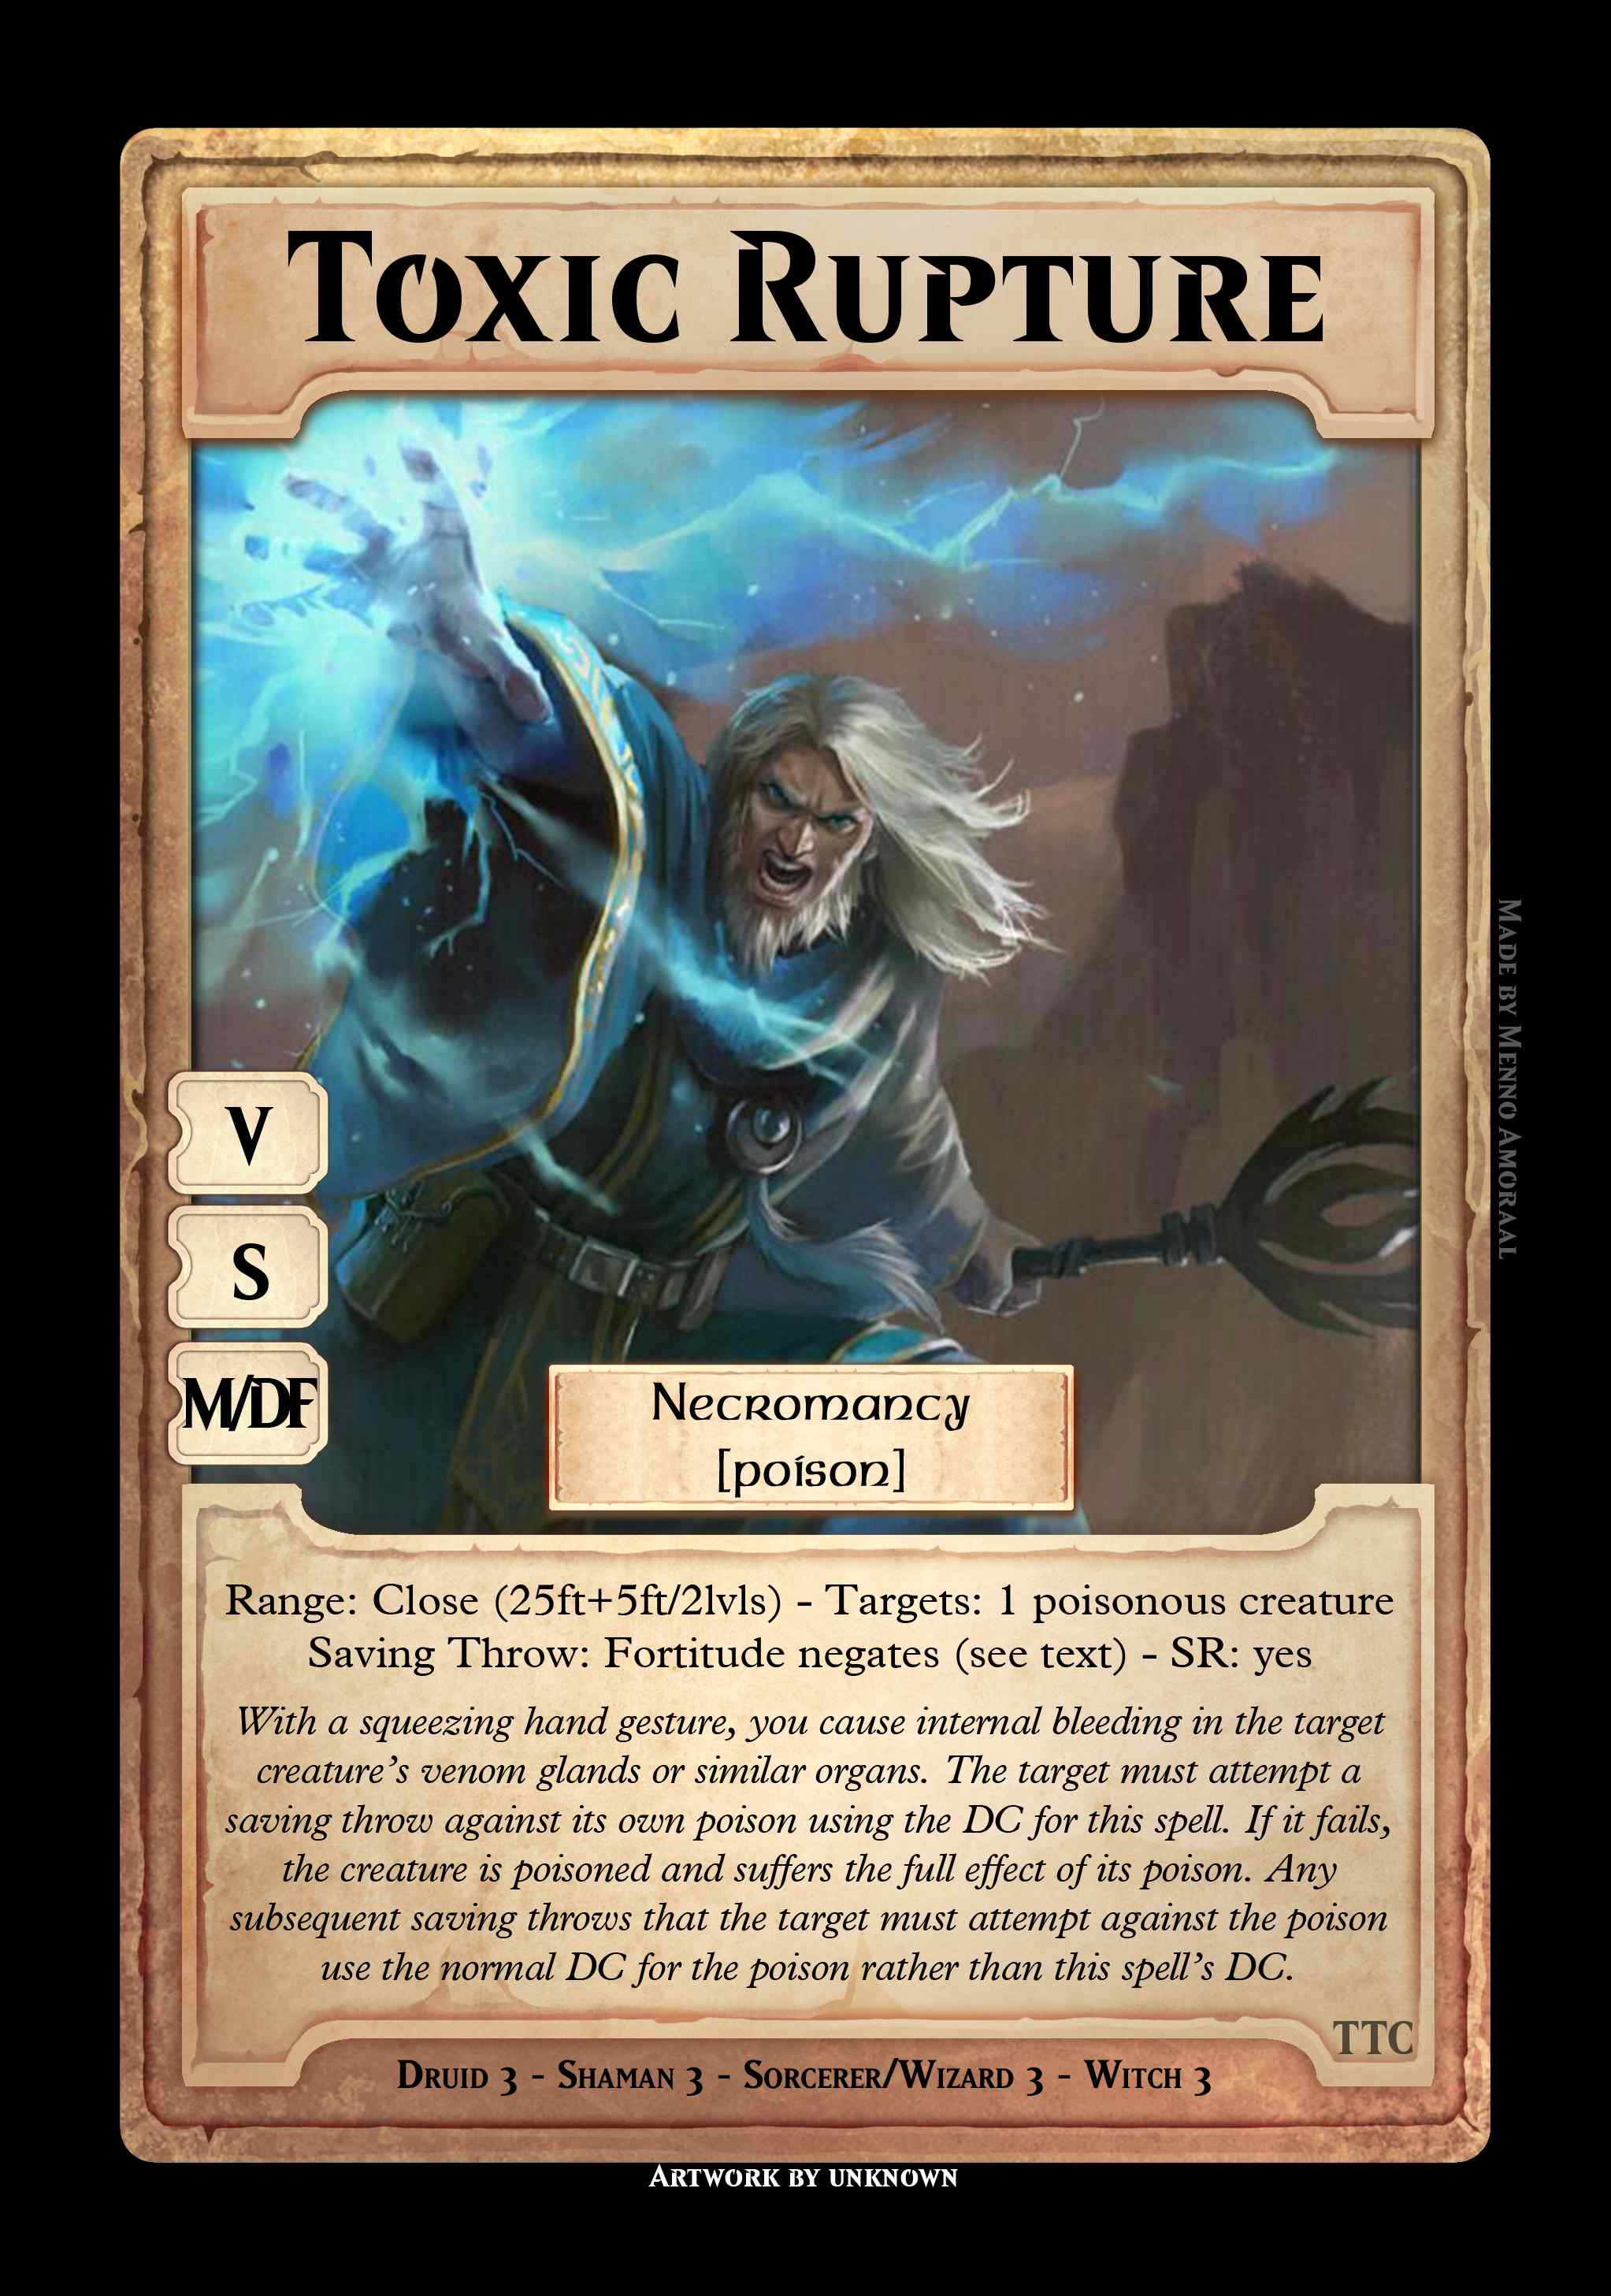 Toxic Rupture
V
S
M/DF
Necromancy
[poison]
Range: Close (25ft+5ft/2lvls) - Targets: 1 poisonous creature
Saving Throw: Fortitude negates (see text) - SR: yes
With a squeezing hand gesture, you cause internal bleeding in the target
creature's venom glands or similar organs. The target must attempt a
saving throw against its own poison using the DC for this spell. If it fails,
the creature is poisoned and suffers the full effect of its poison. Any
subsequent saving throws that the target must attempt against the poison
use the normal DC for the poison rather than this spell's DC.
TTC
Druid 3 - Shaman 3 - Sorcerer/Wizard 3 - Witch 3
Artwork by unknown
Made by Menno Amoraal